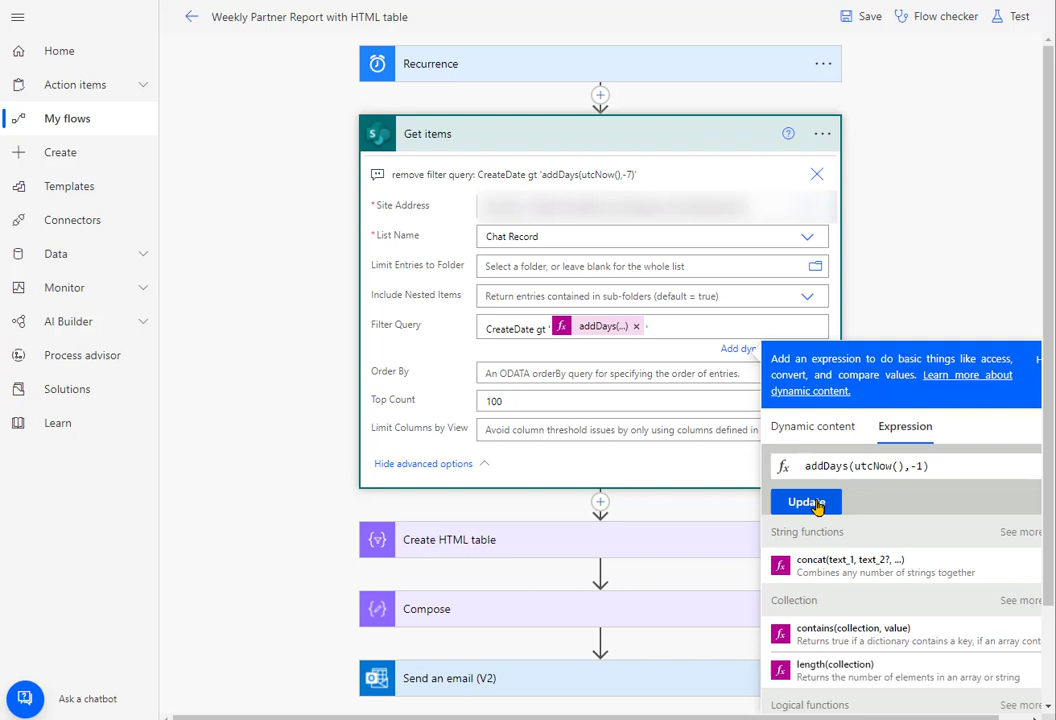 Weekly Partner Report with HTML table
Save
Flow checker
Test
Home
Action items
My flows
Create
Templates
Connectors
Data
Monitor
AI Builder
Process advisor
Solutions
Learn
Ask a chatbot
Recurrence
Get items
remove filter query: CreateDate gt 'addDays(utcNow(),-7)'
* Site Address
* List Name
Chat Record
Limit Entries to Folder
Select a folder, or leave blank for the whole list
Include Nested Items
Return entries contained in sub-folders (default = true)
Filter Query
CreateDate gt ' fx addDays(...) × '
Add dyn
Order By
An ODATA orderBy query for specifying the order of entries.
Top Count
100
Limit Columns by View
Avoid column threshold issues by only using columns defined in
Hide advanced options
Create HTML table
Compose
Send an email (V2)
Add an expression to do basic things like access,
convert, and compare values. Learn more about
dynamic content.
Dynamic content
Expression
fx addDays(utcNow(),-1)
Update
String functions
See more
fx concat(text_1, text_2?, ...)
Combines any number of strings together
Collection
See more
fx contains(collection, value)
Returns true if a dictionary contains a key, if an array cont
fx length(collection)
Returns the number of elements in an array or string
Logical functions
See more